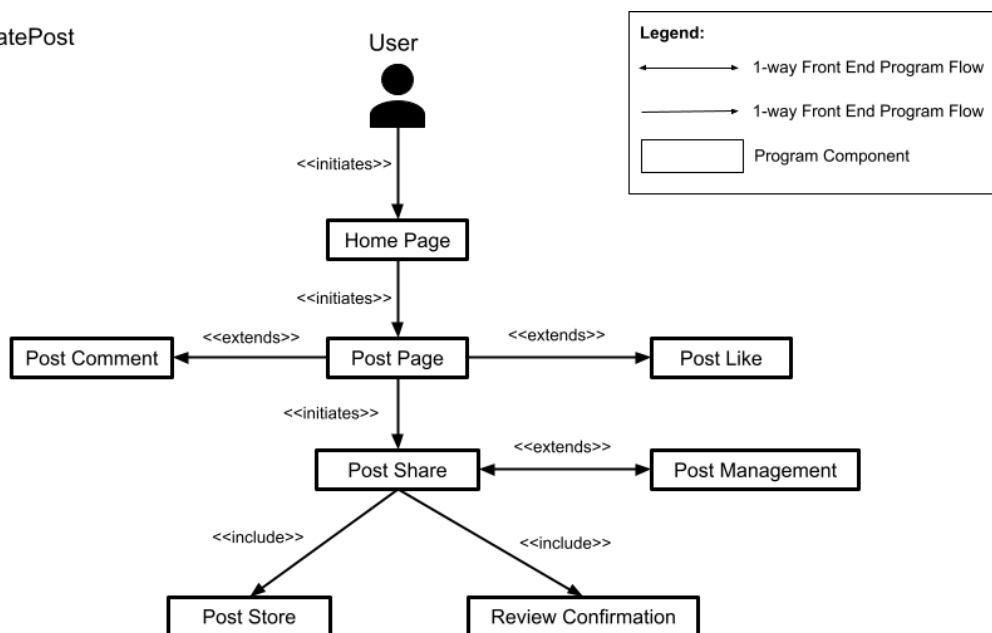 atePost
User
Legend:
1-way Front End Program Flow
1-way Front End Program Flow
Program Component
<<initiates>>
Home Page
<<initiates>>
<<extends>>
<<extends>>
Post Comment
Post Page
Post Like
<<initiates>>
<<extends>>
Post Share
Post Management
<<include>>
<<include>>
Post Store
Review Confirmation